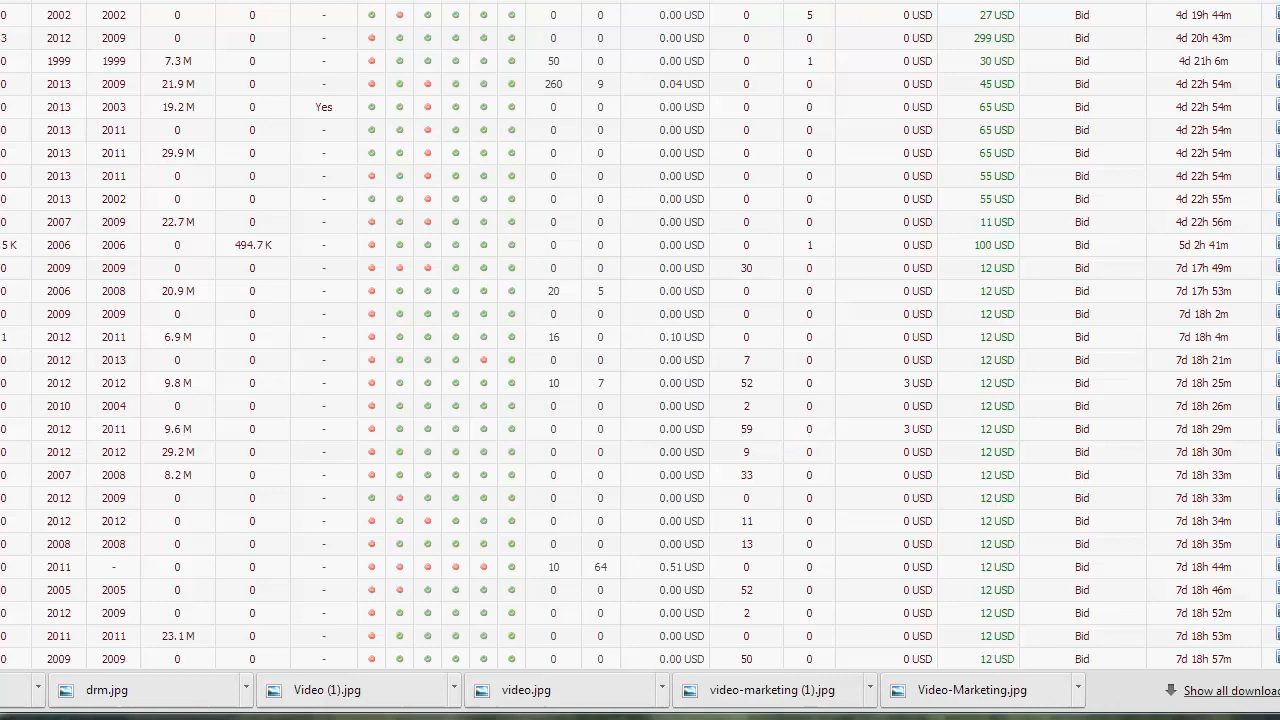 2002 2002 0 0 - 0 0 0.00 USD 0 5 0 USD 27 USD Bid 4d 19h 44m
3 2012 2009 0 0 - 0 0 0.00 USD 0 0 0 USD 299 USD Bid 4d 20h 43m
0 1999 1999 7.3 M 0 - 50 0 0.00 USD 0 1 0 USD 30 USD Bid 4d 21h 6m
0 2013 2009 21.9 M 0 - 260 9 0.04 USD 0 0 0 USD 45 USD Bid 4d 22h 54m
0 2013 2003 19.2 M 0 Yes 0 0 0.00 USD 0 0 0 USD 65 USD Bid 4d 22h 54m
0 2013 2011 0 0 - 0 0 0.00 USD 0 0 0 USD 65 USD Bid 4d 22h 54m
0 2013 2011 29.9 M 0 - 0 0 0.00 USD 0 0 0 USD 65 USD Bid 4d 22h 54m
0 2013 2011 0 0 - 0 0 0.00 USD 0 0 0 USD 55 USD Bid 4d 22h 54m
0 2013 2002 0 0 - 0 0 0.00 USD 0 0 0 USD 55 USD Bid 4d 22h 55m
0 2007 2009 22.7 M 0 - 0 0 0.00 USD 0 0 0 USD 11 USD Bid 4d 22h 56m
5 K 2006 2006 0 494.7 K - 0 0 0.00 USD 0 1 0 USD 100 USD Bid 5d 2h 41m
0 2009 2009 0 0 - 0 0 0.00 USD 30 0 0 USD 12 USD Bid 7d 17h 49m
0 2006 2008 20.9 M 0 - 20 5 0.00 USD 0 0 0 USD 12 USD Bid 7d 17h 53m
0 2009 2009 0 0 - 0 0 0.00 USD 0 0 0 USD 12 USD Bid 7d 18h 2m
1 2012 2011 6.9 M 0 - 16 0 0.10 USD 0 0 0 USD 12 USD Bid 7d 18h 4m
0 2012 2013 0 0 - 0 0 0.00 USD 7 0 0 USD 12 USD Bid 7d 18h 21m
0 2012 2012 9.8 M 0 - 10 7 0.00 USD 52 0 3 USD 12 USD Bid 7d 18h 25m
0 2010 2004 0 0 - 0 0 0.00 USD 2 0 0 USD 12 USD Bid 7d 18h 26m
0 2012 2011 9.6 M 0 - 0 0 0.00 USD 59 0 3 USD 12 USD Bid 7d 18h 29m
0 2012 2012 29.2 M 0 - 0 0 0.00 USD 9 0 0 USD 12 USD Bid 7d 18h 30m
0 2007 2008 8.2 M 0 - 0 0 0.00 USD 33 0 0 USD 12 USD Bid 7d 18h 33m
0 2012 2009 0 0 - 0 0 0.00 USD 0 0 0 USD 12 USD Bid 7d 18h 33m
0 2012 2012 0 0 - 0 0 0.00 USD 11 0 0 USD 12 USD Bid 7d 18h 34m
0 2008 2008 0 0 - 0 0 0.00 USD 13 0 0 USD 12 USD Bid 7d 18h 35m
0 2011 - 0 0 - 10 64 0.51 USD 0 0 0 USD 12 USD Bid 7d 18h 44m
0 2005 2005 0 0 - 0 0 0.00 USD 52 0 0 USD 12 USD Bid 7d 18h 46m
0 2012 2009 0 0 - 0 0 0.00 USD 2 0 0 USD 12 USD Bid 7d 18h 52m
0 2011 2011 23.1 M 0 - 0 0 0.00 USD 0 0 0 USD 12 USD Bid 7d 18h 53m
0 2009 2009 0 0 - 0 0 0.00 USD 50 0 0 USD 12 USD Bid 7d 18h 57m
drm.jpg Video (1).jpg video.jpg video-marketing (1).jpg Video-Marketing.jpg Show all downloa